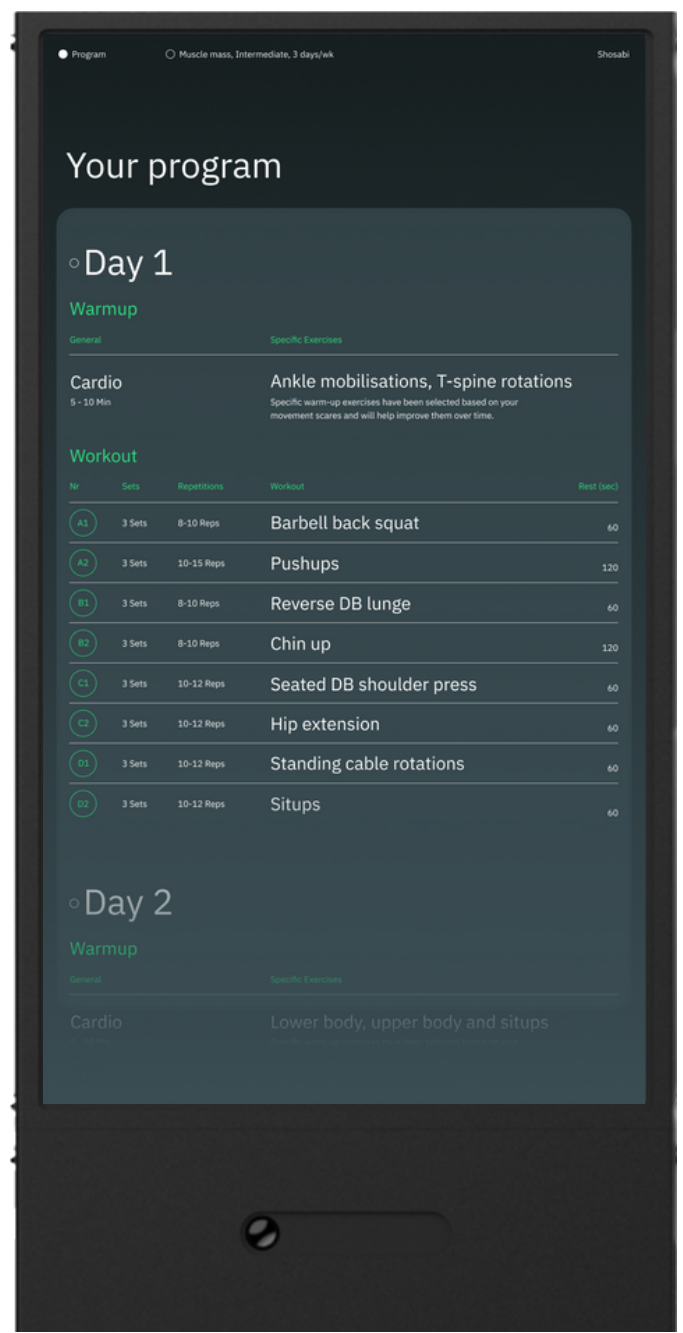 Program Muscle mass, Intermediate, 3 days/wk Shosabi
Your program
Day 1
Warmup
General Specific Exercises
Cardio Ankle mobilisations, T-spine rotations
5 - 10 Min Specific warm-up exercises have been selected based on your
movement scares and will help improve them over time.
Workout
Nr Sets Repetitions Workout Rest (sec)
A1 3 Sets 8-10 Reps Barbell back squat 60
A2 3 Sets 10-15 Reps Pushups 120
B1 3 Sets 8-10 Reps Reverse DB lunge 60
B2 3 Sets 8-10 Reps Chin up 120
C1 3 Sets 10-12 Reps Seated DB shoulder press 60
C2 3 Sets 10-12 Reps Hip extension 60
D1 3 Sets 10-12 Reps Standing cable rotations 60
D2 3 Sets 10-12 Reps Situps 60
Day 2
Warmup
General Specific Exercises
Cardio Lower body, upper body and situps